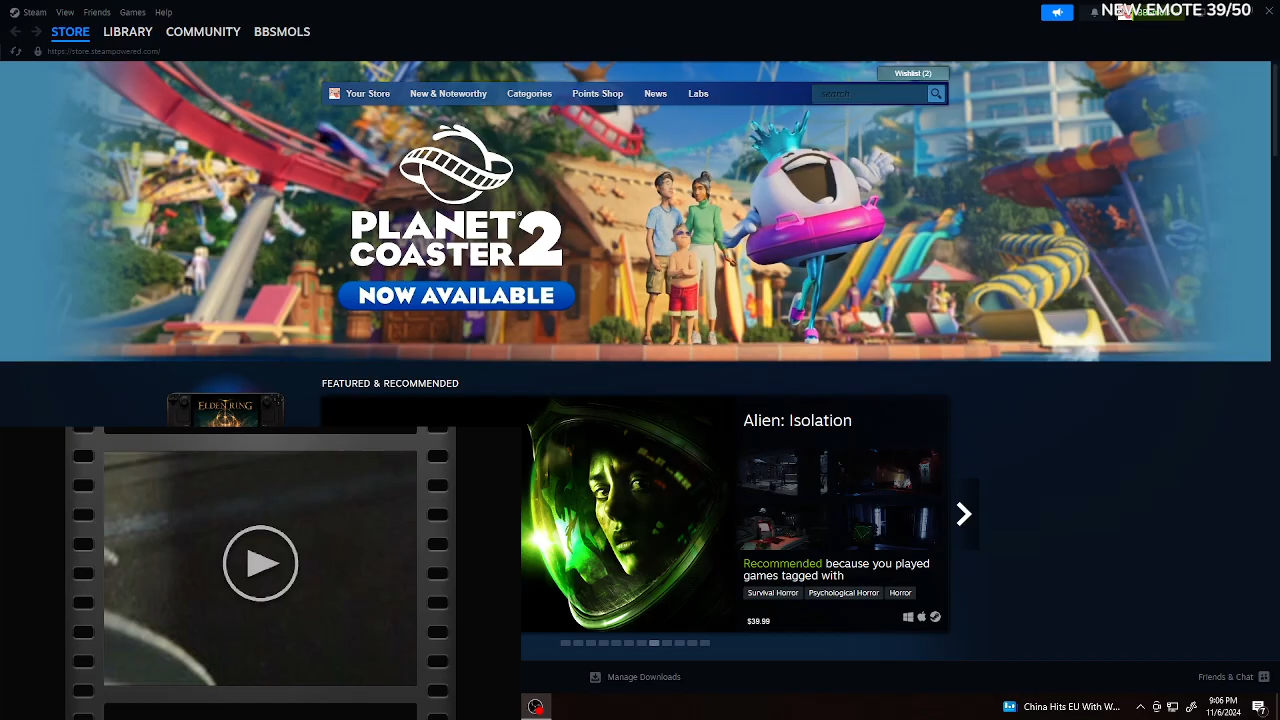 Steam View Friends Games Help
NEW EMOTE 39/50
STORE LIBRARY COMMUNITY BBSMOLS
https://store.steampowered.com/
Wishlist (2)
Your Store New & Noteworthy Categories Points Shop News Labs
search
PLANET
COASTER 2
NOW AVAILABLE
FEATURED & RECOMMENDED
ELDEN RING
Alien: Isolation
Recommended because you played
games tagged with
Survival Horror Psychological Horror Horror
$39.99
Manage Downloads
Friends & Chat
China Hits EU With W...
9:06 PM
11/6/2024